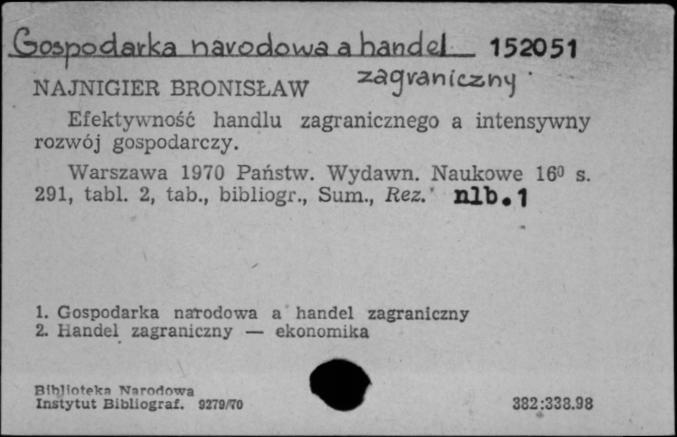 Gospodarka narodowa a handel 152051
zagraniczny
NAJNIGIER BRONISŁAW
Efektywność handlu zagranicznego a intensywny
rozwój gospodarczy.
Warszawa 1970 Państw. Wydawn. Naukowe 16⁰ s.
291, tabl. 2, tab., bibliogr., Sum., Rez. nlb. 1
1. Gospodarka narodowa a handel zagraniczny
2. Handel zagraniczny — ekonomika
Biblioteka Narodowa
Instytut Bibliograf. 9279/70 382:338.98